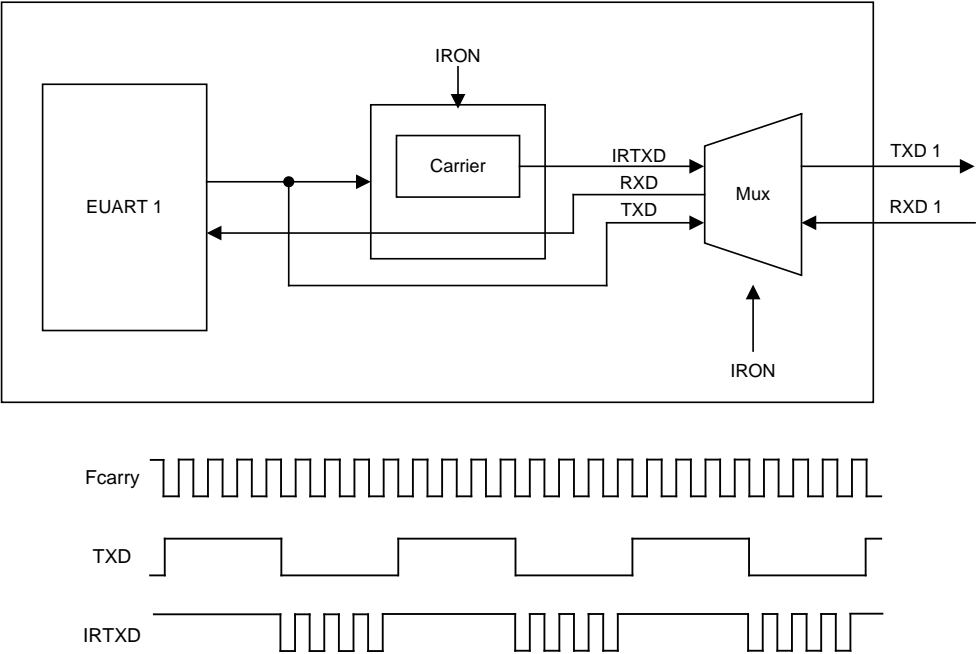 IRON
EUART 1
Carrier
IRTXD
RXD
TXD
Mux
TXD 1
RXD 1
IRON
Fcarry
TXD
IRTXD